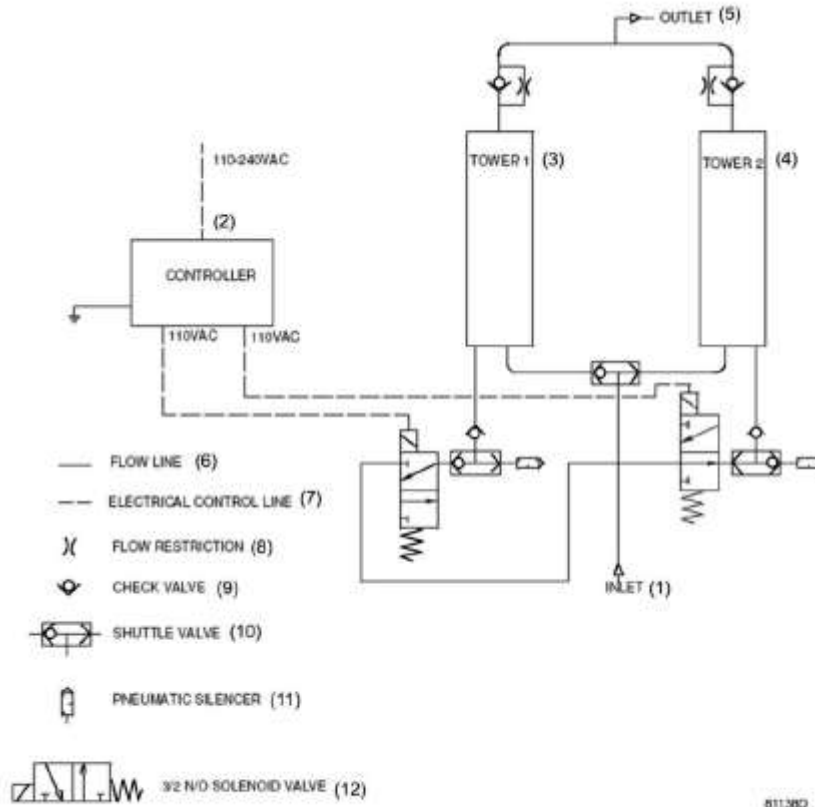 OUTLET (5)
TOWER 1 (3)
TOWER 2 (4)
110-240VAC
(2)
CONTROLLER
110VAC
110VAC
FLOW LINE (6)
ELECTRICAL CONTROL LINE (7)
FLOW RESTRICTION (8)
CHECK VALVE (9)
INLET (1)
SHUTTLE VALVE (10)
PNEUMATIC SILENCER (11)
3/2 N/O SOLENOID VALVE (12)